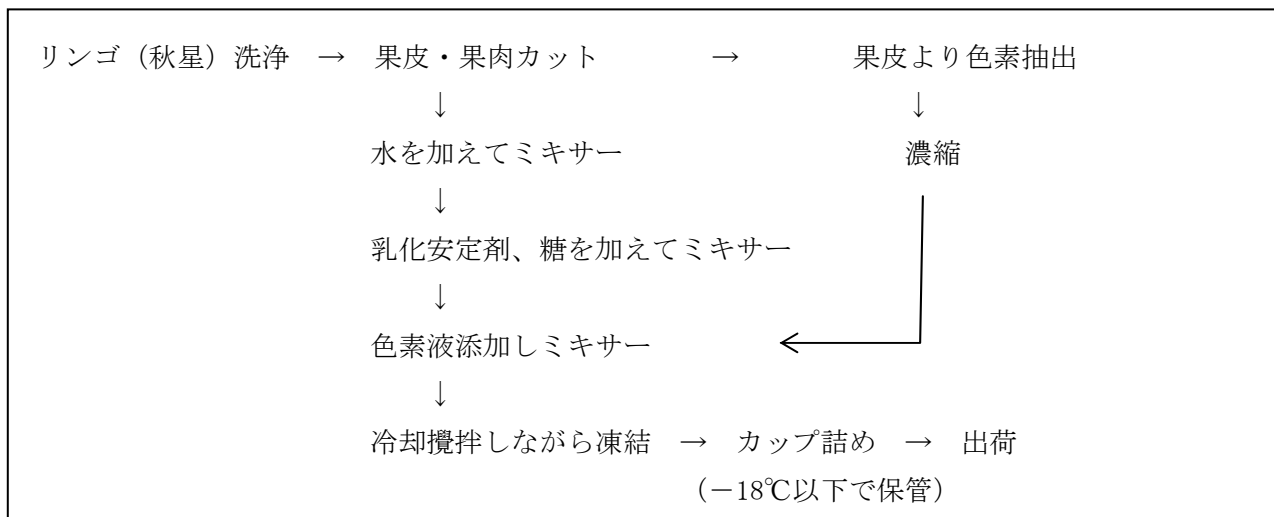 リンゴ（秋星）洗浄 → 果皮・果肉カット → 果皮より色素抽出
↓ ↓
水を加えてミキサー 濃縮
↓
乳化安定剤、糖を加えてミキサー
↓
色素液添加しミキサー
↓
冷却攪拌しながら凍結 → カップ詰め → 出荷
（－18℃以下で保管）